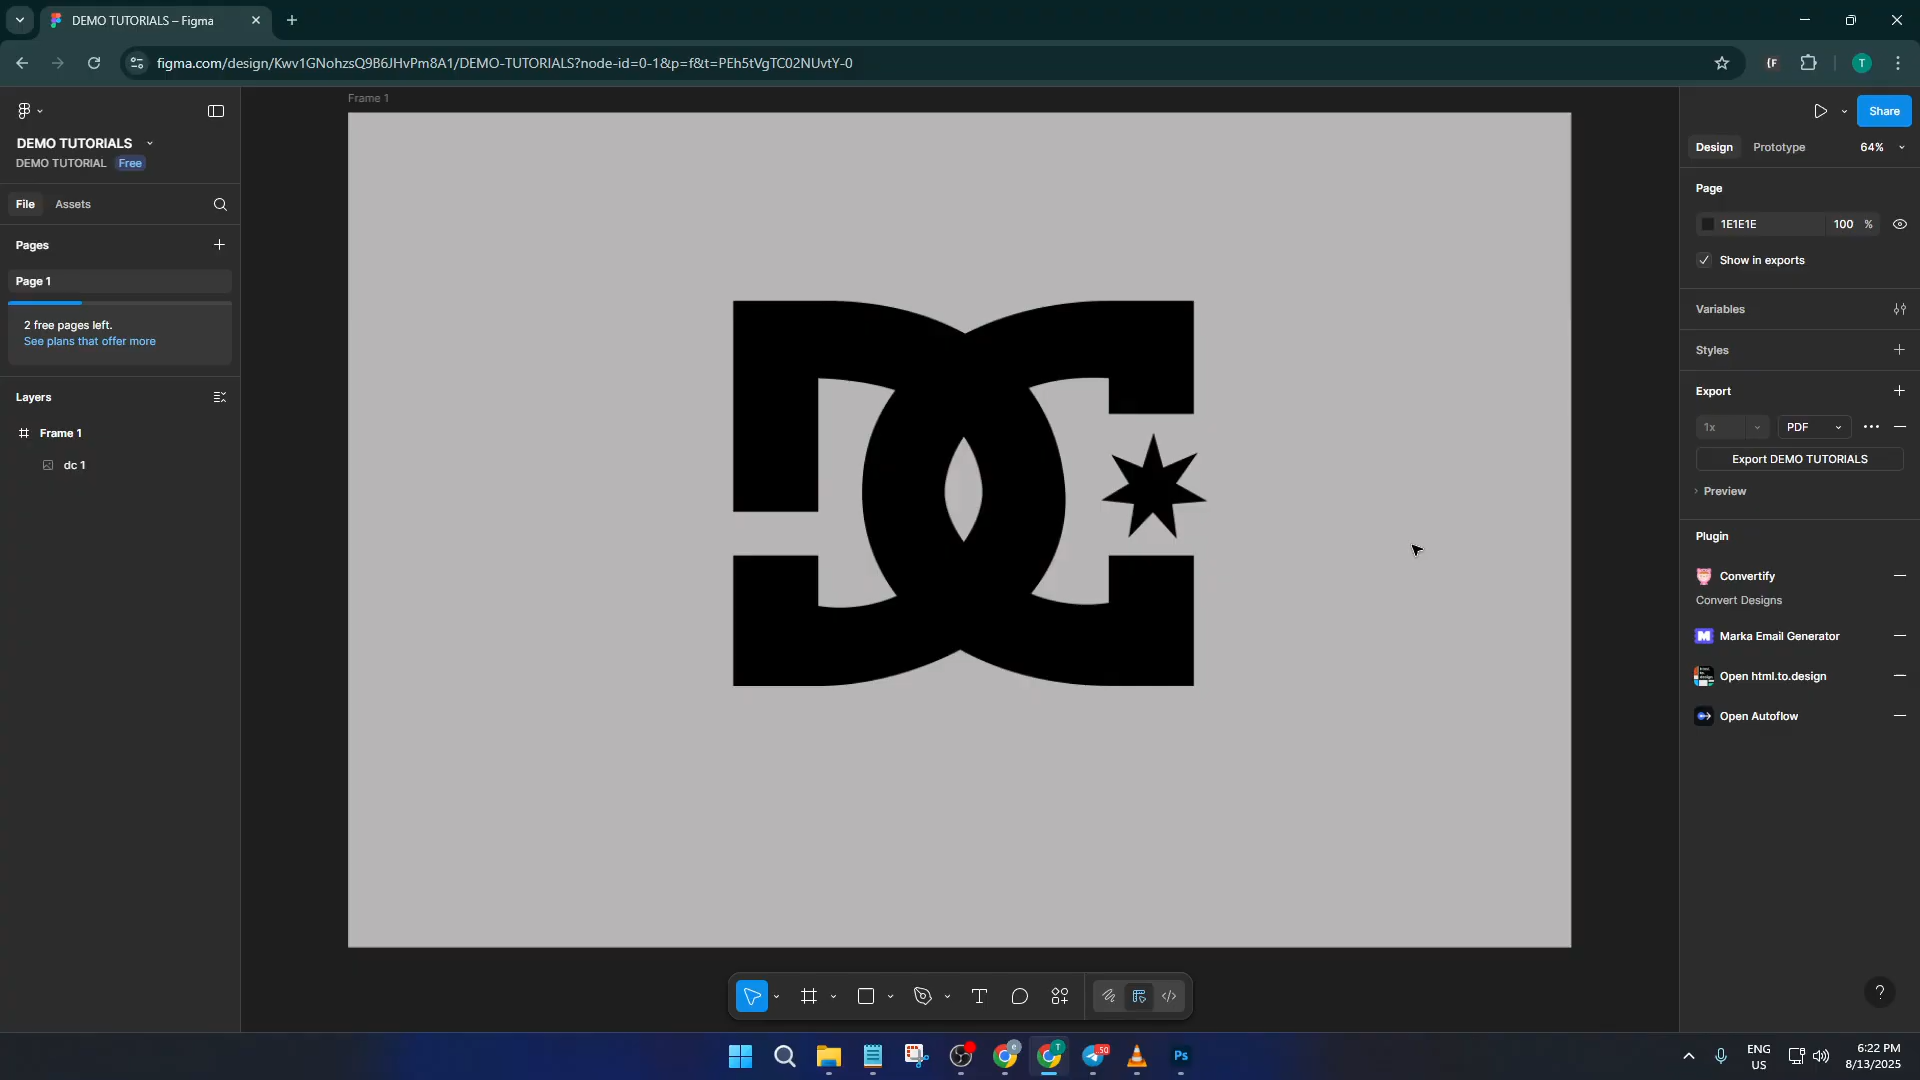 DEMO TUTORIALS – Figma
figma.com/design/Kwv1GNohzsQ9B6JHvPm8A1/DEMO-TUTORIALS?node-id=0-1&p=f&t=PEh5tVgTC02NUvtY-0
T
DEMO TUTORIALS
DEMO TUTORIAL Free
File Assets
Pages
Page 1
2 free pages left.
See plans that offer more
Layers
Frame 1
dc 1
Frame 1
Share
Design Prototype 64%
Page
1E1E1E 100 %
Show in exports
Variables
Styles
Export
1x PDF
Export DEMO TUTORIALS
Preview
Plugin
Convertify
Convert Designs
Marka Email Generator
Open html.to.design
Open Autoflow
?
e
T
50
Ps
ENG
US
6:22 PM
8/13/2025